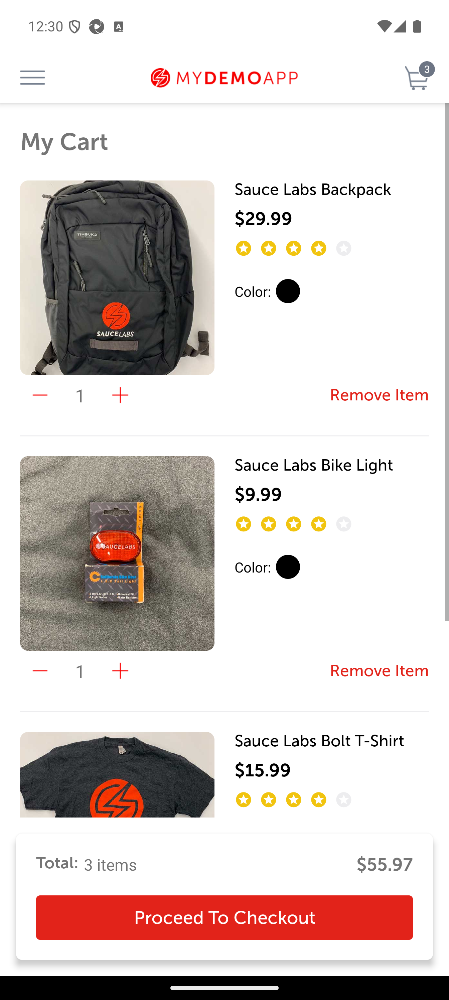 12:30
MYDEMOAPP
3
My Cart
TIMBUK2
SAUCELABS
Sauce Labs Backpack
$29.99
Color:
1
Remove Item
L.E.D Tail Light
SAUCELABS
California Bike Gear
L.E.D Tail Light
-3 Ultra-bright L.E.D -Universal Fit
-3 Light Modes -Water Resistant
Sauce Labs Bike Light
$9.99
Color:
1
Remove Item
Sauce Labs Bolt T-Shirt
$15.99
Total: 3 items
$55.97
Proceed To Checkout